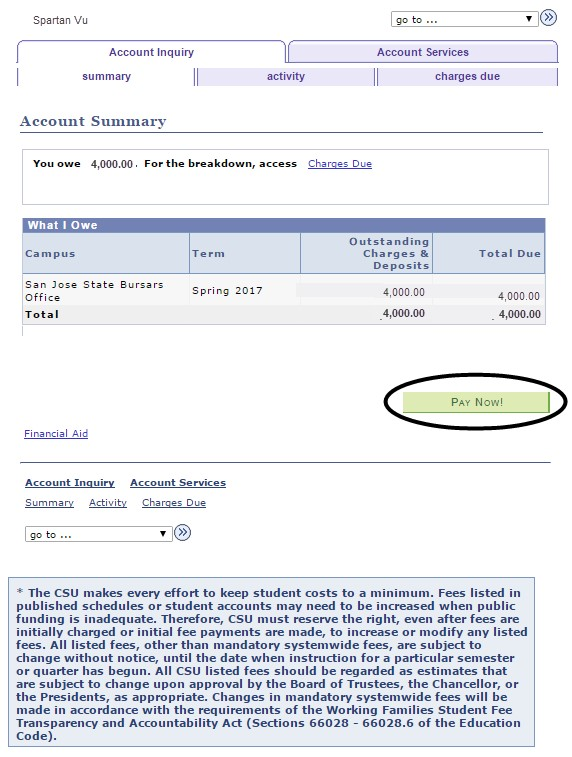 Spartan Vu
go to ...
Account Inquiry Account Services
summary activity charges due
Account Summary
You owe 4,000.00. For the breakdown, access Charges Due
What I Owe
Campus Term Outstanding Charges & Deposits Total Due
San Jose State Bursars Office Spring 2017 4,000.00 4,000.00
Total 4,000.00 4,000.00
PAY NOW!
Financial Aid
Account Inquiry Account Services
Summary Activity Charges Due
go to ...
* The CSU makes every effort to keep student costs to a minimum. Fees listed in
published schedules or student accounts may need to be increased when public
funding is inadequate. Therefore, CSU must reserve the right, even after fees are
initially charged or initial fee payments are made, to increase or modify any listed
fees. All listed fees, other than mandatory systemwide fees, are subject to
change without notice, until the date when instruction for a particular semester
or quarter has begun. All CSU listed fees should be regarded as estimates that
are subject to change upon approval by the Board of Trustees, the Chancellor, or
the Presidents, as appropriate. Changes in mandatory systemwide fees will be
made in accordance with the requirements of the Working Families Student Fee
Transparency and Accountability Act (Sections 66028 - 66028.6 of the Education
Code).